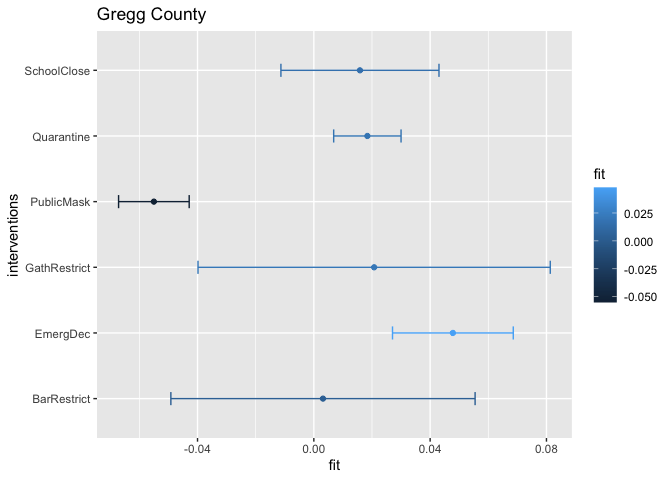 Gregg County
SchoolClose
Quarantine
PublicMask
GathRestrict
EmergDec
BarRestrict
interventions
-0.04
0.00
0.04
0.08
fit
fit
0.025
0.000
-0.025
-0.050